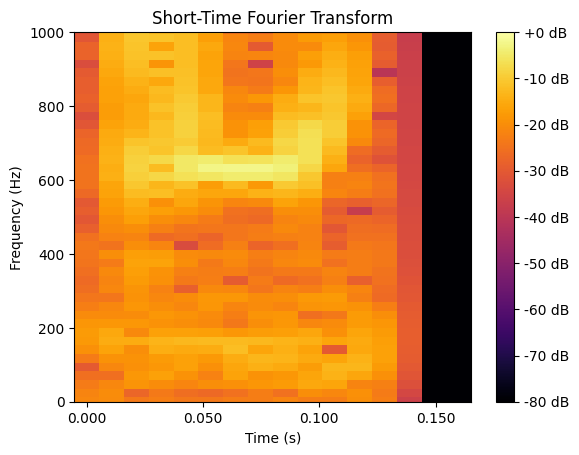 Short-Time Fourier Transform
1000
800
600
400
200
0
Frequency (Hz)
0.000
0.050
0.100
0.150
Time (s)
+0 dB
-10 dB
-20 dB
-30 dB
-40 dB
-50 dB
-60 dB
-70 dB
-80 dB